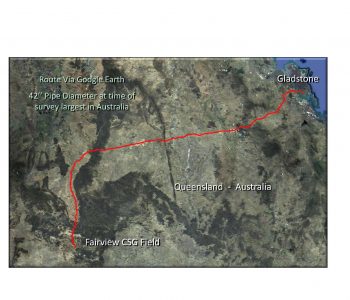 Route Via Google Earth
Gladstone
42" Pipe Diameter at time of
survey largest in Australia
Queensland - Australia
Fairview CSG Field